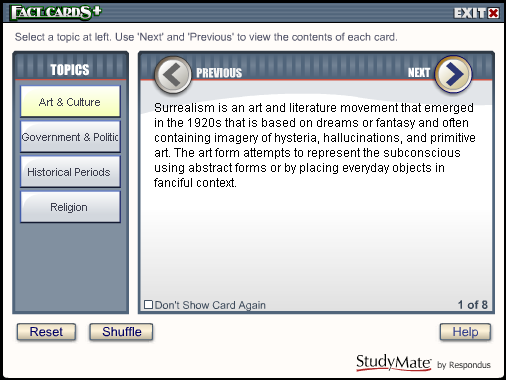 FACT CARDS+
EXIT
Select a topic at left. Use 'Next' and 'Previous' to view the contents of each card.
TOPICS
Art & Culture
Government & Politic
Historical Periods
Religion
PREVIOUS
NEXT
Surrealism is an art and literature movement that emerged
in the 1920s that is based on dreams or fantasy and often
containing imagery of hysteria, hallucinations, and primitive
art. The art form attempts to represent the subconscious
using abstract forms or by placing everyday objects in
fanciful context.
Don't Show Card Again
1 of 8
Reset
Shuffle
Help
StudyMate by Respondus